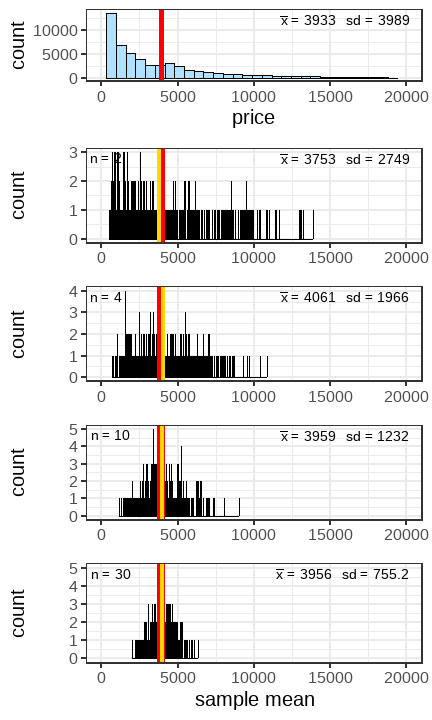 x̅ = 3933 sd = 3989
count
10000
5000
0
0 5000 10000 15000 20000
price
n = 2
x̅ = 3753 sd = 2749
count
3
2
1
0
0 5000 10000 15000 20000
n = 4
x̅ = 4061 sd = 1966
count
4
3
2
1
0
0 5000 10000 15000 20000
n = 10
x̅ = 3959 sd = 1232
count
5
4
3
2
1
0
0 5000 10000 15000 20000
n = 30
x̅ = 3956 sd = 755.2
count
5
4
3
2
1
0
0 5000 10000 15000 20000
sample mean